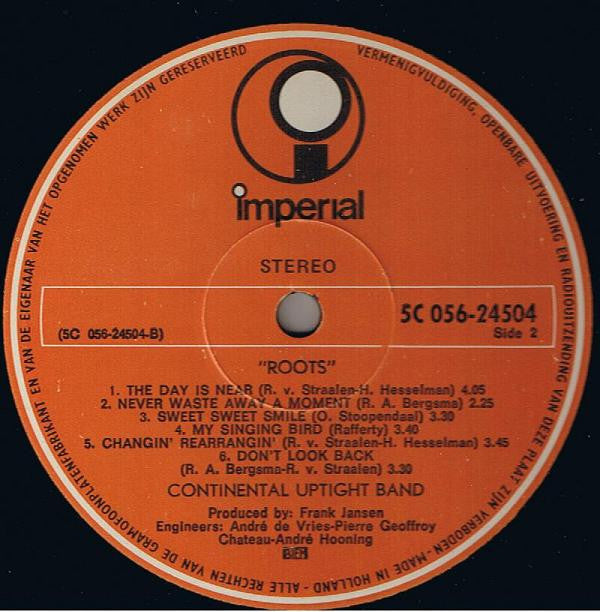 imperial
STEREO
5C 056-24504
(5C 056-24504-B)
Side 2
"ROOTS"
1. THE DAY IS NEAR (R. v. Straalen-H. Hesselman) 4.05
2. NEVER WASTE AWAY A MOMENT (R. A. Bergsma) 2.25
3. SWEET SWEET SMILE (O. Stoopendaal) 3.30
4. MY SINGING BIRD (Rafferty) 3.40
5. CHANGIN' REARRANGIN' (R. v. Straalen-H. Hesselman) 3.45
6. DON'T LOOK BACK
(R. A. Bergsma-R. v. Straalen) 3.30
CONTINENTAL UPTIGHT BAND
Produced by: Frank Jansen
Engineers: André de Vries-Pierre Geoffroy
Chateau-André Hooning
BIEM
ALLE RECHTEN VAN DE GRAMOFOONPLATENFABRIKANT EN VAN DE EIGENAAR VAN HET OPGENOMEN WERK ZIJN GERESERVEERD VERMENIGVULDIGING, OPENBARE UITVOERING EN RADIOUITZENDING VAN DEZE PLAAT ZIJN VERBODEN - MADE IN HOLLAND -